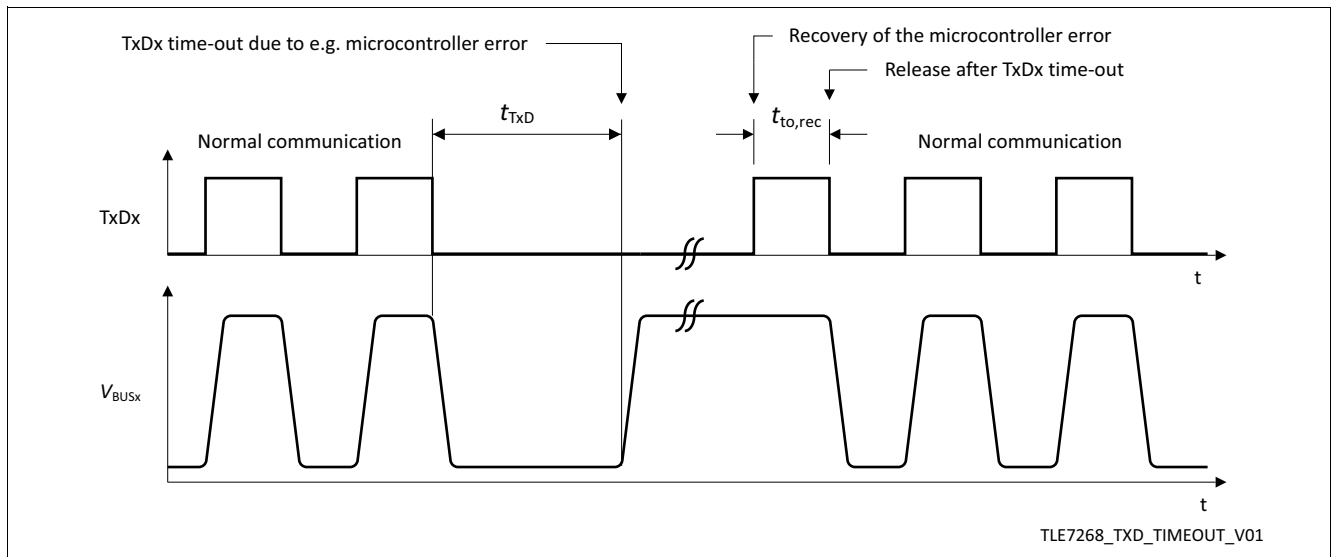 TxDx time-out due to e.g. microcontroller error
Recovery of the microcontroller error
Release after TxDx time-out
tTxD
tto,rec
Normal communication
Normal communication
TxDx
t
VBUSx
t
TLE7268_TXD_TIMEOUT_V01